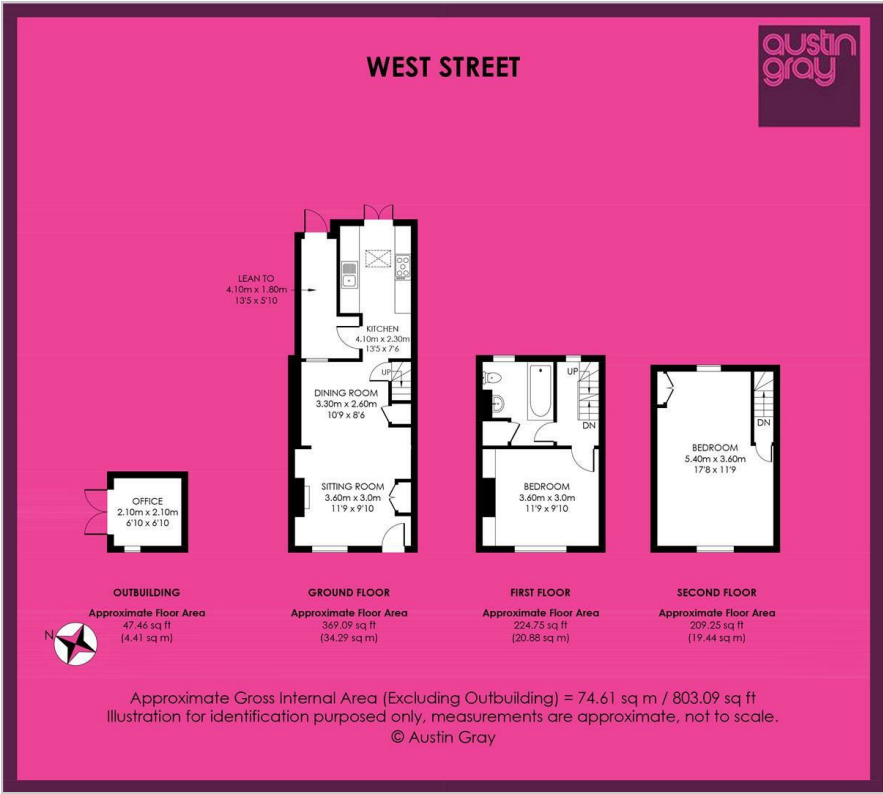 WEST STREET
austin
gray
LEAN TO
4.10m x 1.80m
13'5 x 5'10
KITCHEN
4.10m x 2.30m
13'5 x 7'6
UP
DINING ROOM
3.30m x 2.60m
10'9 x 8'6
SITTING ROOM
3.60m x 3.0m
11'9 x 9'10
UP
DN
BEDROOM
3.60m x 3.0m
11'9 x 9'10
DN
BEDROOM
5.40m x 3.60m
17'8 x 11'9
OFFICE
2.10m x 2.10m
6'10 x 6'10
OUTBUILDING
Approximate Floor Area
47.46 sq ft
(4.41 sq m)
GROUND FLOOR
Approximate Floor Area
369.09 sq ft
(34.29 sq m)
FIRST FLOOR
Approximate Floor Area
224.75 sq ft
(20.88 sq m)
SECOND FLOOR
Approximate Floor Area
209.25 sq ft
(19.44 sq m)
N
Approximate Gross Internal Area (Excluding Outbuilding) = 74.61 sq m / 803.09 sq ft
Illustration for identification purposed only, measurements are approximate, not to scale.
© Austin Gray